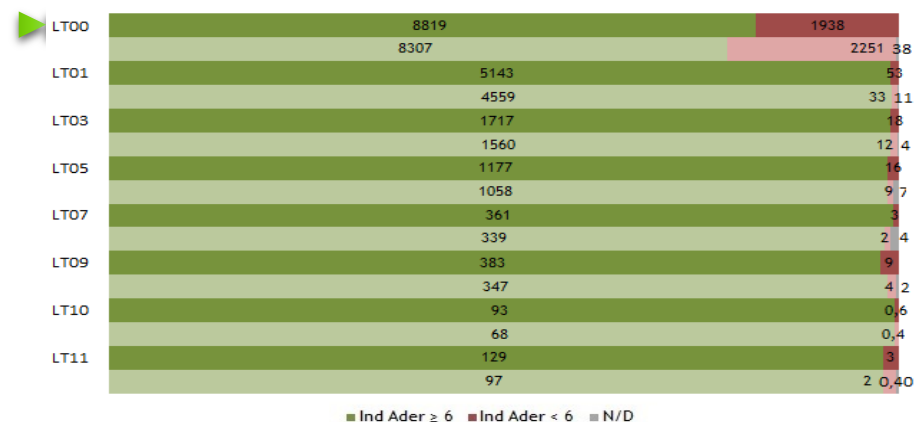 LT00 8819 1938
8307 2251 38
LT01 5143 53
4559 33 11
LT03 1717 18
1560 12 4
LT05 1177 16
1058 9 7
LT07 361 3
339 2 4
LT09 383 9
347 4 2
LT10 93 0,6
68 0,4
LT11 129 3
97 2 0,40
Ind Ader ≥ 6 Ind Ader < 6 N/D